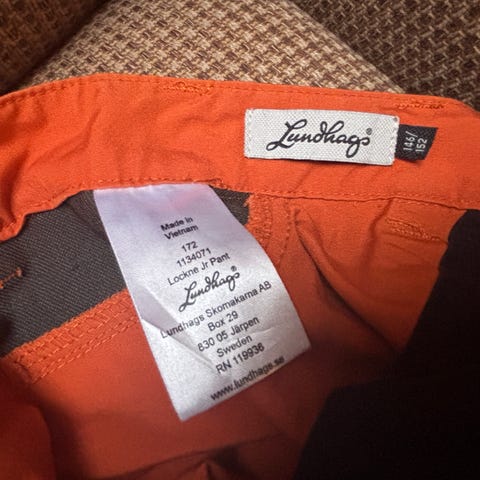 Lundhags®
146/
152
Made in
Vietnam
172
1134071
Lockne Jr Pant
Lundhags®
Lundhags Skomakarna AB
Box 29
830 05 Järpen
Sweden
RN 119936
www.lundhags.se